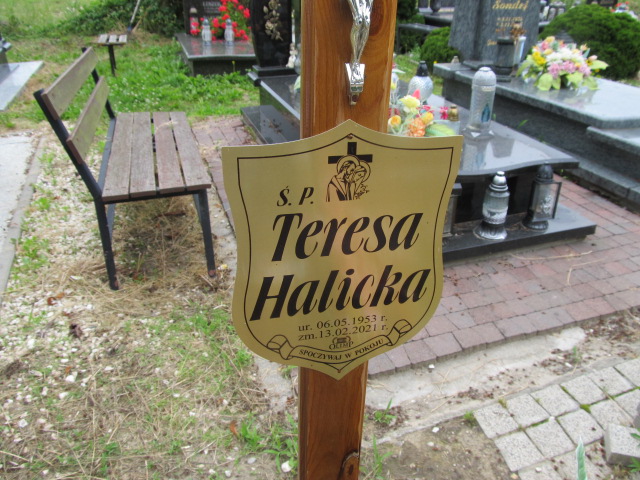 Ś. P.
Teresa
Halicka
ur. 06.05.1953 r.
zm. 13.02.2021 r.
SPOCZYWAJ W POKOJU